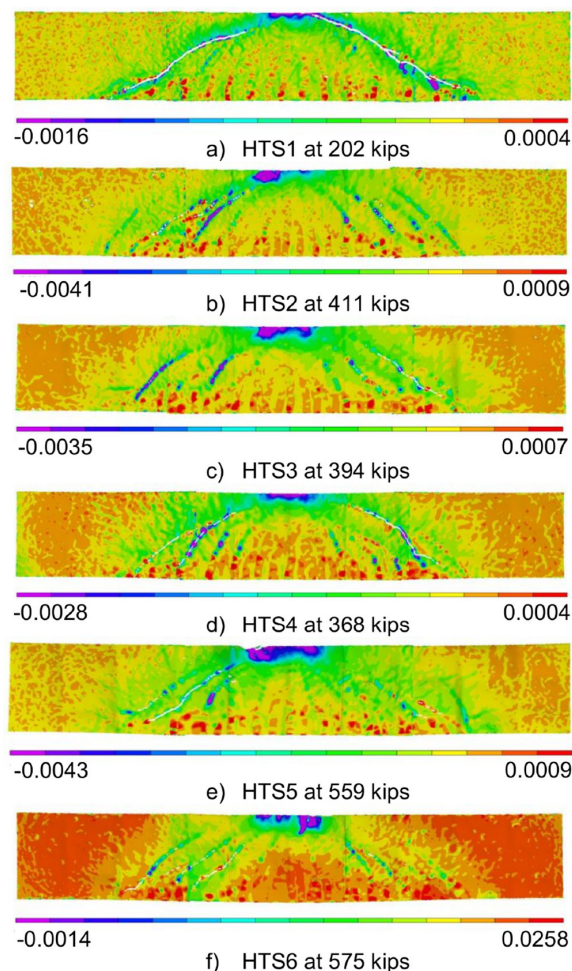 -0.0016 0.0004
a) HTS1 at 202 kips
-0.0041 0.0009
b) HTS2 at 411 kips
-0.0035 0.0007
c) HTS3 at 394 kips
-0.0028 0.0004
d) HTS4 at 368 kips
-0.0043 0.0009
e) HTS5 at 559 kips
-0.0014 0.0258
f) HTS6 at 575 kips